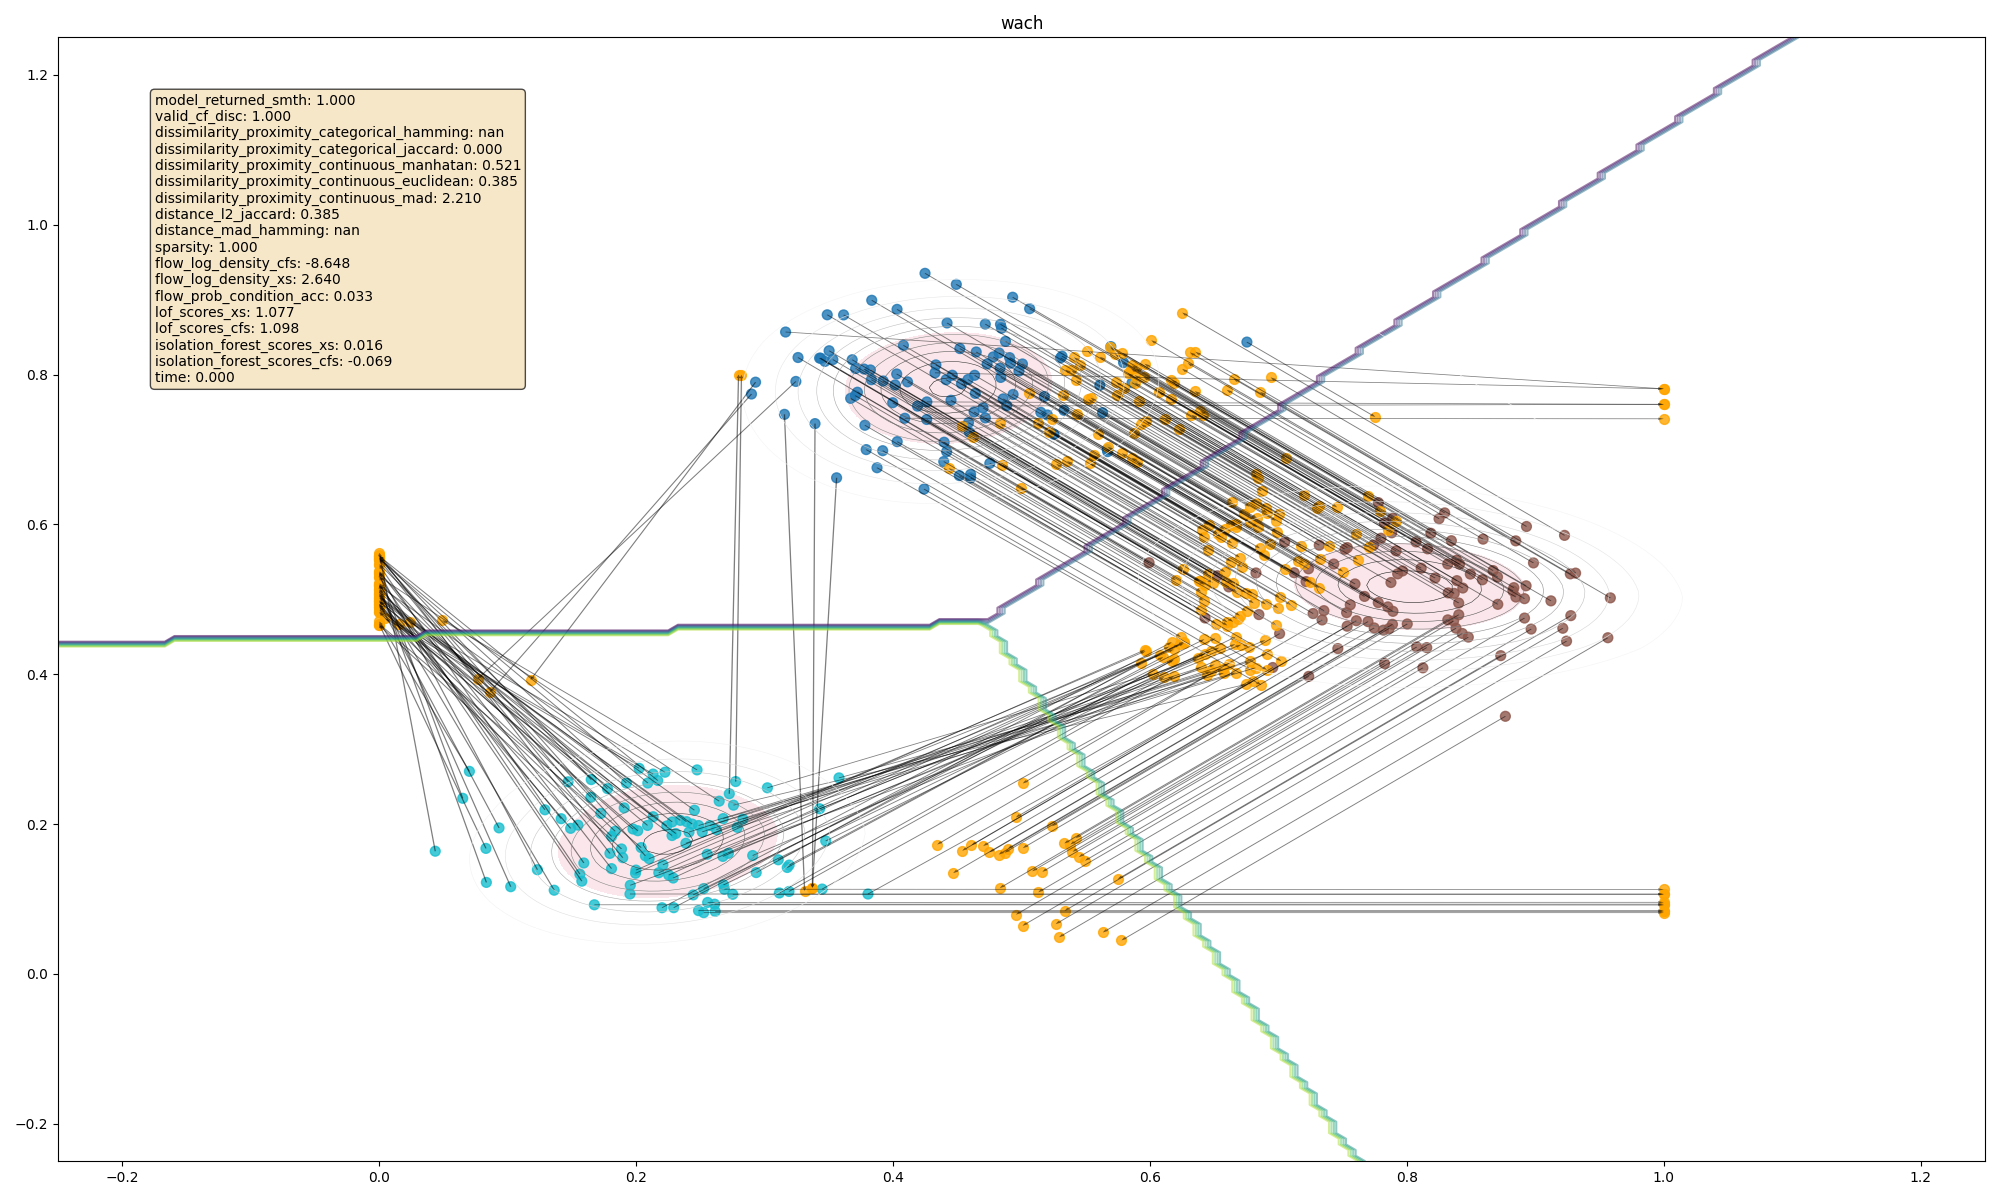 wach
model_returned_smth: 1.000
valid_cf_disc: 1.000
dissimilarity_proximity_categorical_hamming: nan
dissimilarity_proximity_categorical_jaccard: 0.000
dissimilarity_proximity_continuous_manhatan: 0.521
dissimilarity_proximity_continuous_euclidean: 0.385
dissimilarity_proximity_continuous_mad: 2.210
distance_l2_jaccard: 0.385
distance_mad_hamming: nan
sparsity: 1.000
flow_log_density_cfs: -8.648
flow_log_density_xs: 2.640
flow_prob_condition_acc: 0.033
lof_scores_xs: 1.077
lof_scores_cfs: 1.098
isolation_forest_scores_xs: 0.016
isolation_forest_scores_cfs: -0.069
time: 0.000
1.2
1.0
0.8
0.6
0.4
0.2
0.0
−0.2
−0.2 0.0 0.2 0.4 0.6 0.8 1.0 1.2